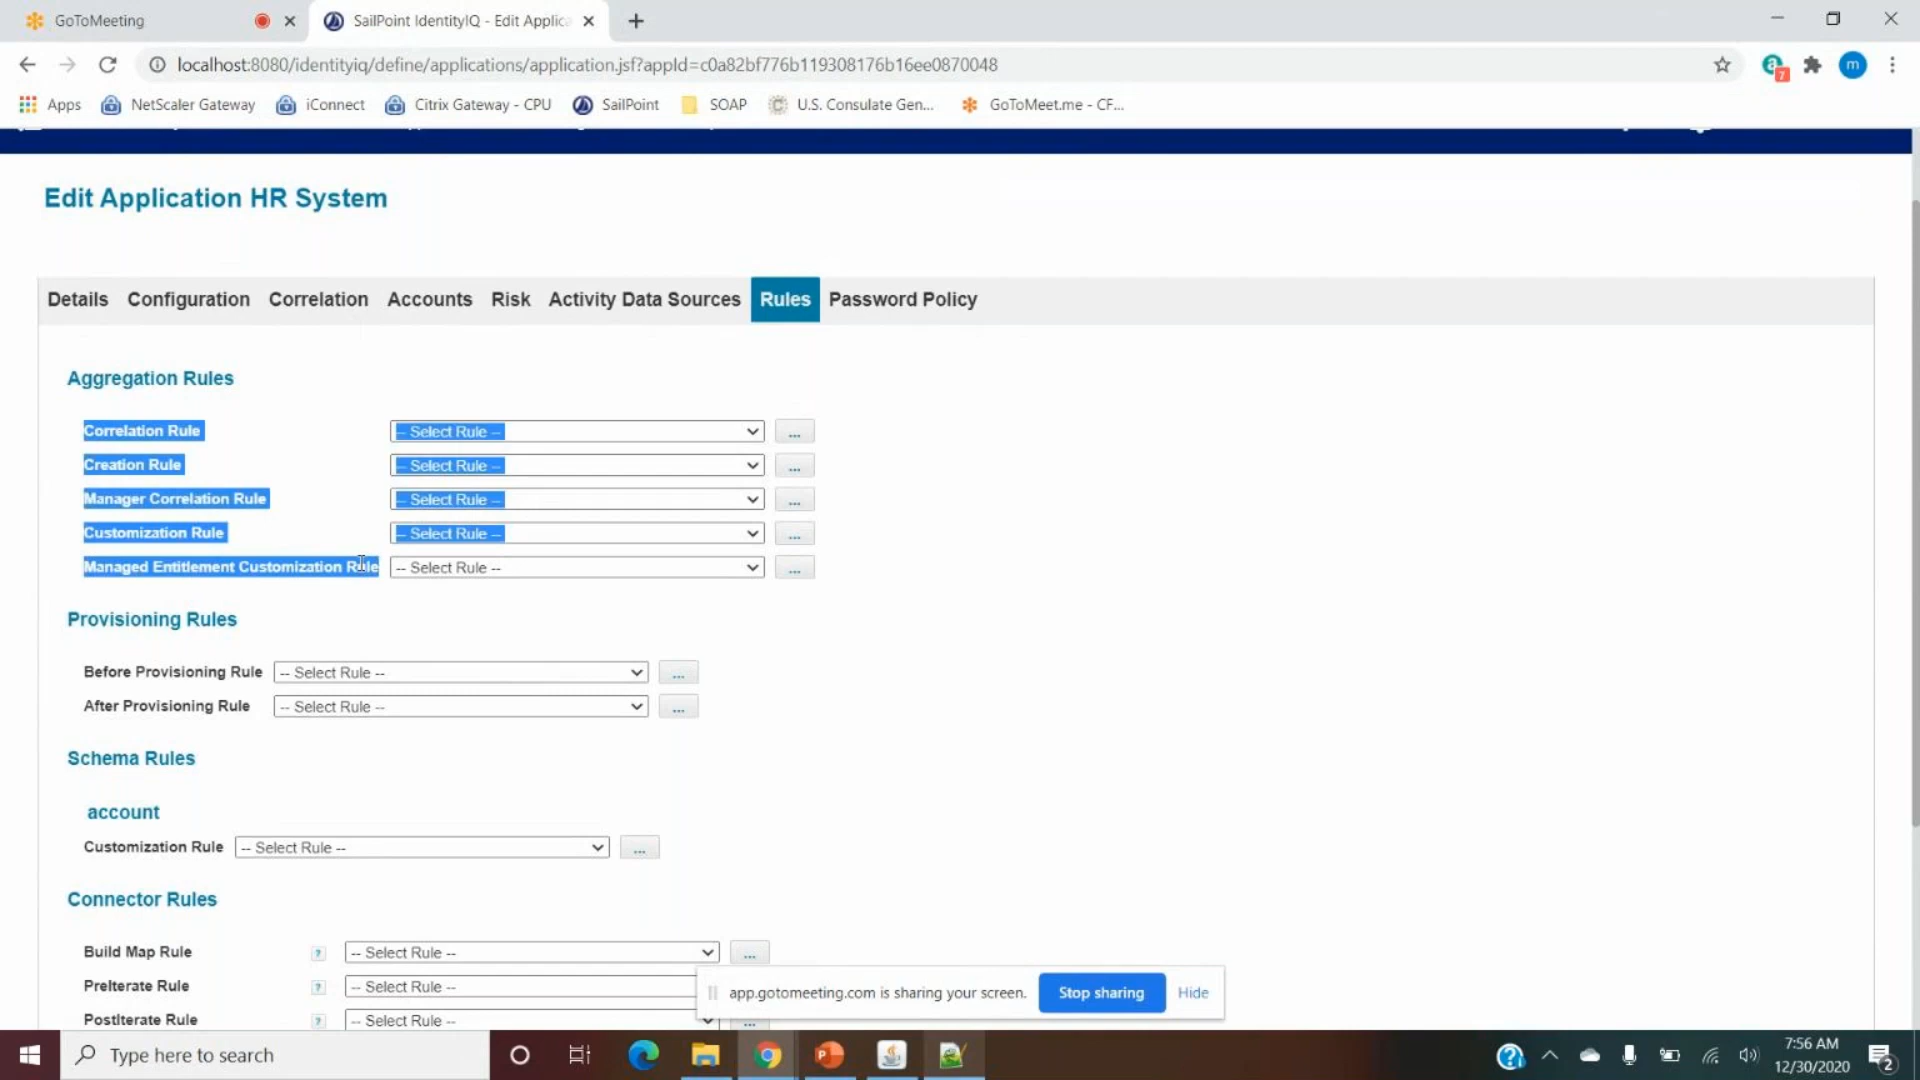 GoToMeeting
SailPoint IdentityIQ - Edit Applic
localhost:8080/identityiq/define/applications/application.jsf?appId=c0a82bf776b119308176b16ee0870048
7
m
Apps NetScaler Gateway iConnect Citrix Gateway - CPU SailPoint SOAP U.S. Consulate Gen... GoToMeet.me - CF...
Edit Application HR System
Details Configuration Correlation Accounts Risk Activity Data Sources Rules Password Policy
Aggregation Rules
Correlation Rule -- Select Rule -- ...
Creation Rule -- Select Rule -- ...
Manager Correlation Rule -- Select Rule -- ...
Customization Rule -- Select Rule -- ...
Managed Entitlement Customization Rule -- Select Rule -- ...
Provisioning Rules
Before Provisioning Rule -- Select Rule -- ...
After Provisioning Rule -- Select Rule -- ...
Schema Rules
account
Customization Rule -- Select Rule -- ...
Connector Rules
Build Map Rule ? -- Select Rule -- ...
PreIterate Rule ? -- Select Rule --
PostIterate Rule ? -- Select Rule -- ...
app.gotomeeting.com is sharing your screen. Stop sharing Hide
Type here to search
7:56 AM
12/30/2020
2